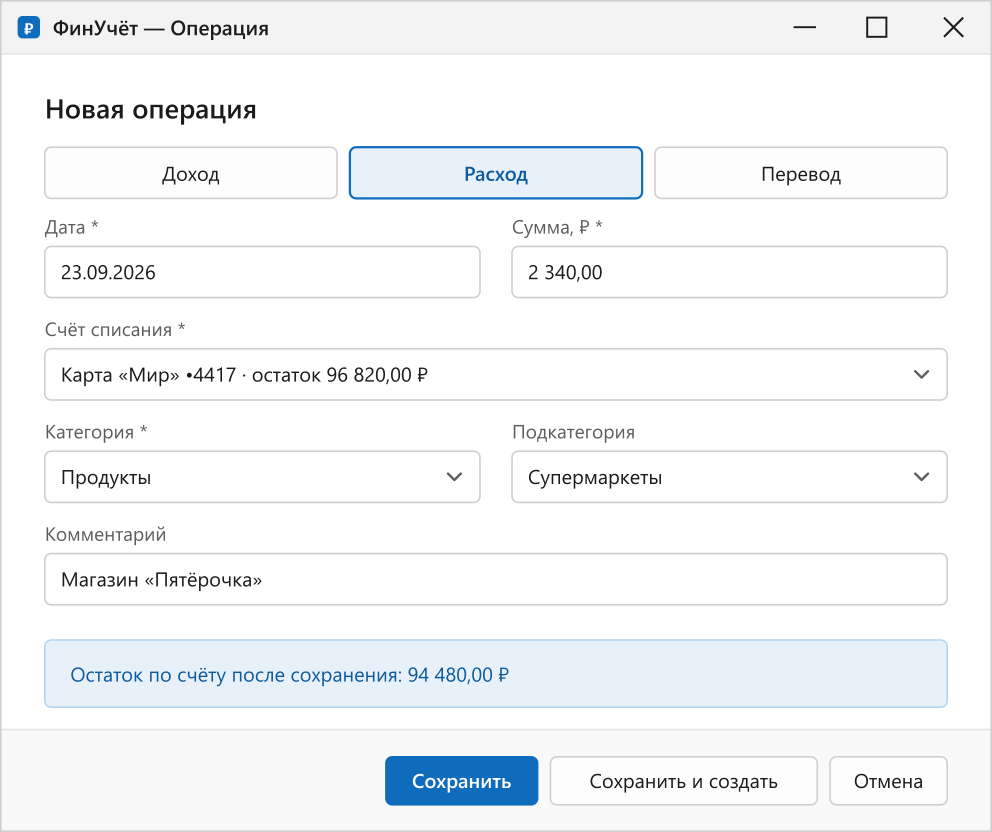 ₽ ФинУчёт — Операция
Новая операция
Доход Расход Перевод
Дата * Сумма, ₽ *
23.09.2026 2 340,00
Счёт списания *
Карта «Мир» •4417 · остаток 96 820,00 ₽
Категория * Подкатегория
Продукты Супермаркеты
Комментарий
Магазин «Пятёрочка»
Остаток по счёту после сохранения: 94 480,00 ₽
Сохранить Сохранить и создать Отмена